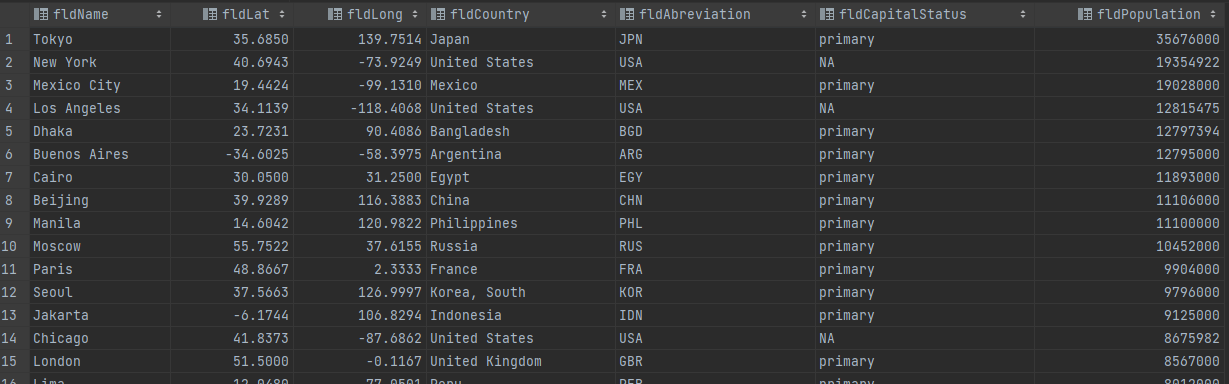 fldName fldLat fldLong fldCountry fldAbreviation fldCapitalStatus fldPopulation
1 Tokyo 35.6850 139.7514 Japan JPN primary 35676000
2 New York 40.6943 -73.9249 United States USA NA 19354922
3 Mexico City 19.4424 -99.1310 Mexico MEX primary 19028000
4 Los Angeles 34.1139 -118.4068 United States USA NA 12815475
5 Dhaka 23.7231 90.4086 Bangladesh BGD primary 12797394
6 Buenos Aires -34.6025 -58.3975 Argentina ARG primary 12795000
7 Cairo 30.0500 31.2500 Egypt EGY primary 11893000
8 Beijing 39.9289 116.3883 China CHN primary 11106000
9 Manila 14.6042 120.9822 Philippines PHL primary 11100000
10 Moscow 55.7522 37.6155 Russia RUS primary 10452000
11 Paris 48.8667 2.3333 France FRA primary 9904000
12 Seoul 37.5663 126.9997 Korea, South KOR primary 9796000
13 Jakarta -6.1744 106.8294 Indonesia IDN primary 9125000
14 Chicago 41.8373 -87.6862 United States USA NA 8675982
15 London 51.5000 -0.1167 United Kingdom GBR primary 8567000
16 Lima -12.0480 -77.0501 Peru PER primary 8012000